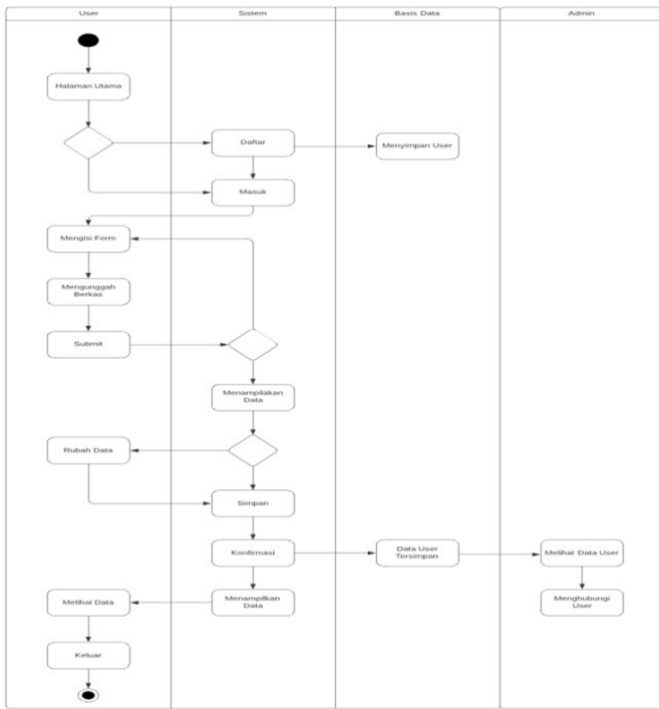 User
Sistem
Basis Data
Admin
Halaman Utama
Daftar
Menyimpan User
Masuk
Mengisi Form
Mengunggah
Berkas
Submit
Menampilakan
Data
Rubah Data
Simpan
Konfirmasi
Data User
Tersimpan
Melihat Data User
Melihat Data
Menampilkan
Data
Menghubungi
User
Keluar